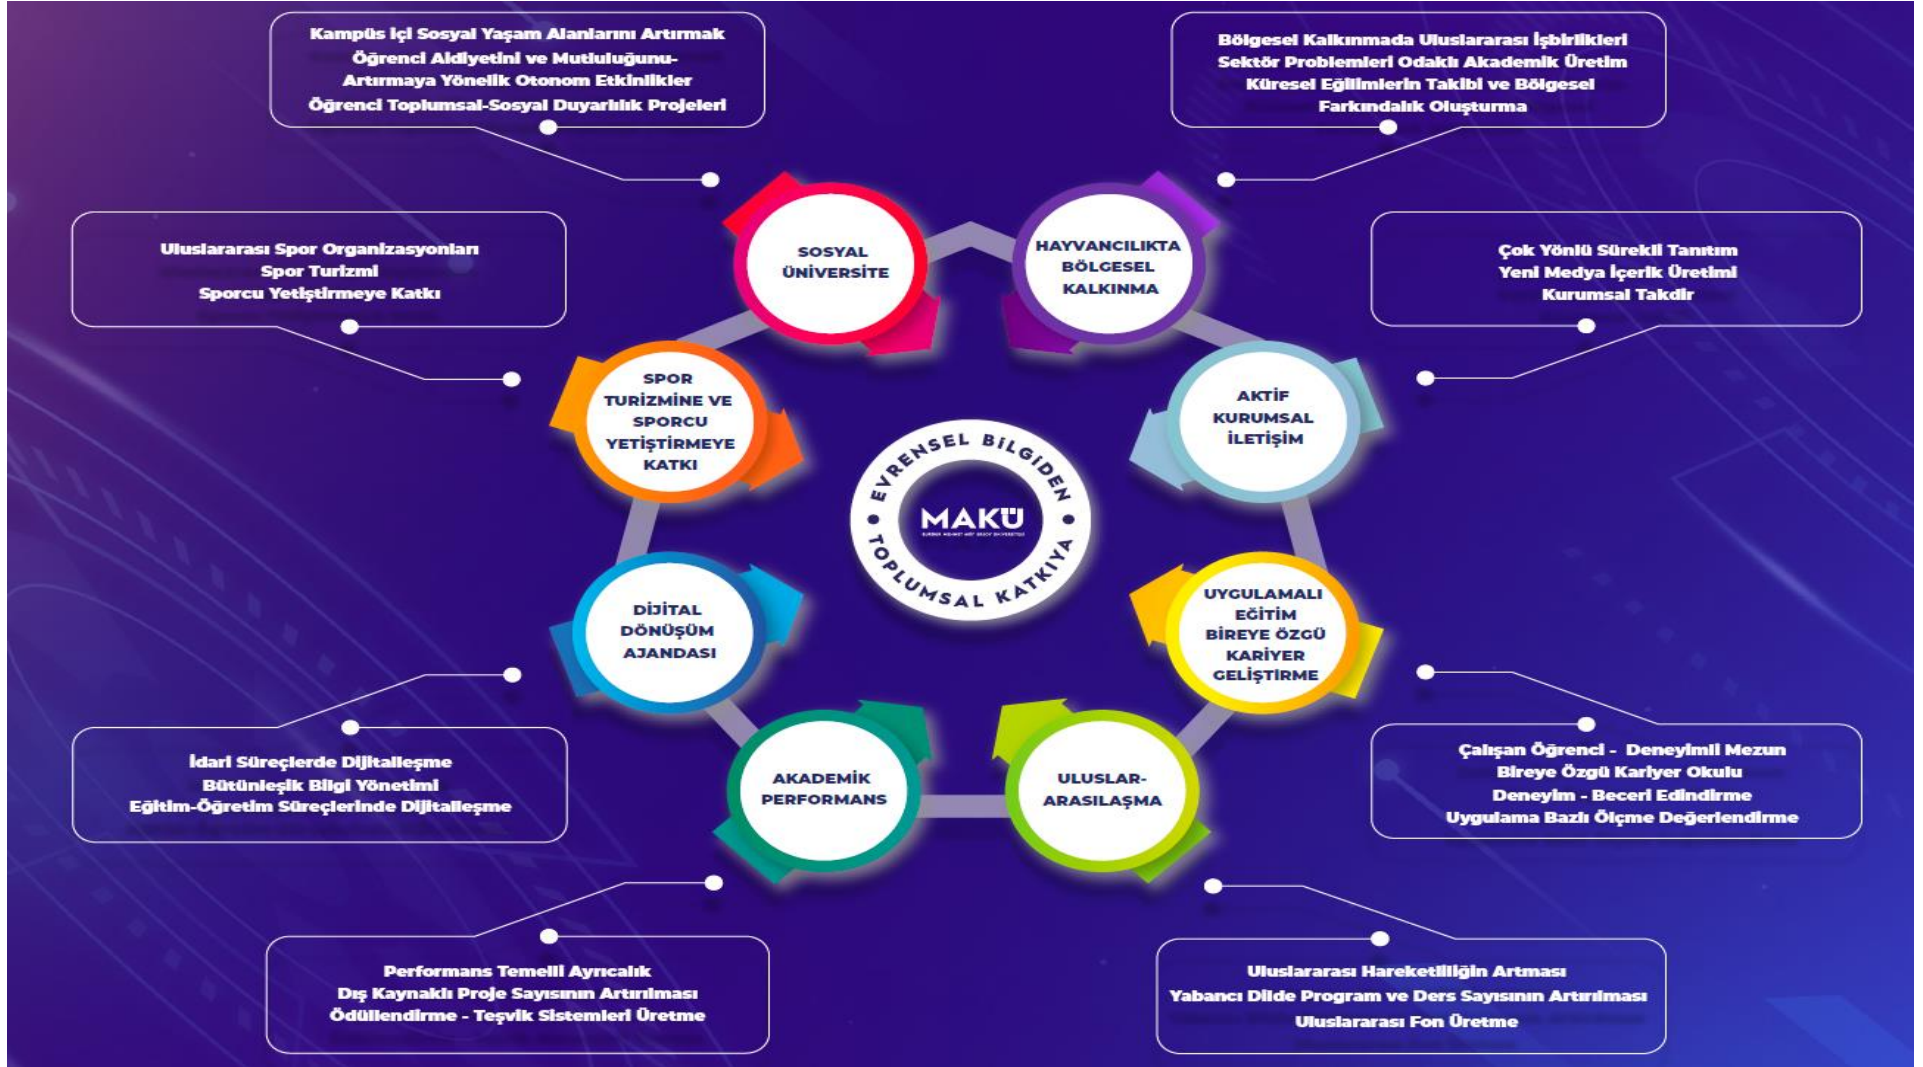 Kampüs İçi Sosyal Yaşam Alanlarını Artırmak
Öğrenci Aidiyetini ve Mutluluğunu-
Artırmaya Yönelik Otonom Etkinlikler
Öğrenci Toplumsal-Sosyal Duyarlılık Projeleri
Bölgesel Kalkınmada Uluslararası İşbirlikleri
Sektör Problemleri Odaklı Akademik Üretim
Küresel Eğilimlerin Takibi ve Bölgesel
Farkındalık Oluşturma
Uluslararası Spor Organizasyonları
Spor Turizmi
Sporcu Yetiştirmeye Katkı
SOSYAL
ÜNİVERSİTE
HAYVANCILIKTA
BÖLGESEL
KALKINMA
Çok Yönlü Sürekli Tanıtım
Yeni Medya İçerik Üretimi
Kurumsal Takdir
SPOR
TURİZMİNE VE
SPORCU
YETİŞTİRMEYE
KATKI
AKTİF
KURUMSAL
İLETİŞİM
EVRENSEL BİLGİDEN
MAKÜ
TOPLUMSAL KATKIYA
DİJİTAL
DÖNÜŞÜM
AJANDASI
UYGULAMALI
EĞİTİM
BİREYE ÖZGÜ
KARİYER
GELİŞTİRME
İdari Süreçlerde Dijitalleşme
Bütünleşik Bilgi Yönetimi
Eğitim-Öğretim Süreçlerinde Dijitalleşme
AKADEMİK
PERFORMANS
ULUSLAR-
ARASILAŞMA
Çalışan Öğrenci - Deneyimli Mezun
Bireye Özgü Kariyer Okulu
Deneyim - Beceri Edindirme
Uygulama Bazlı Ölçme Değerlendirme
Performans Temelli Ayrıcalık
Dış Kaynaklı Proje Sayısının Artırılması
Ödüllendirme - Teşvik Sistemleri Üretme
Uluslararası Hareketliliğin Artması
Yabancı Dilde Program ve Ders Sayısının Artırılması
Uluslararası Fon Üretme